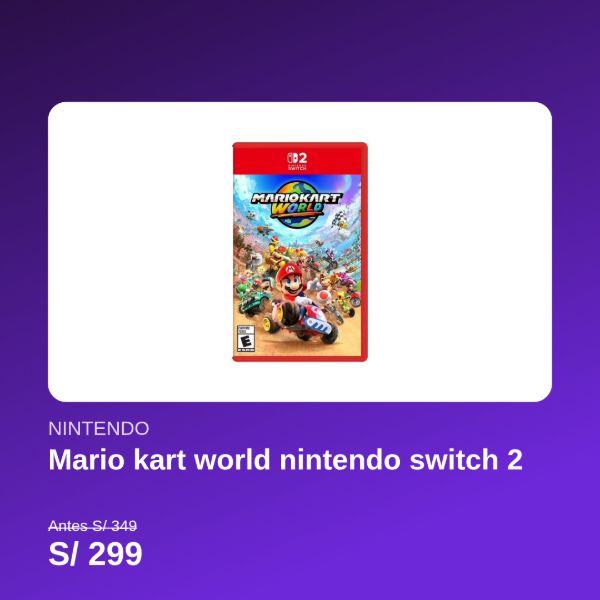 2
SWITCH
MARIOKART
WORLD
E
NINTENDO
Mario kart world nintendo switch 2
Antes S/ 349
S/ 299